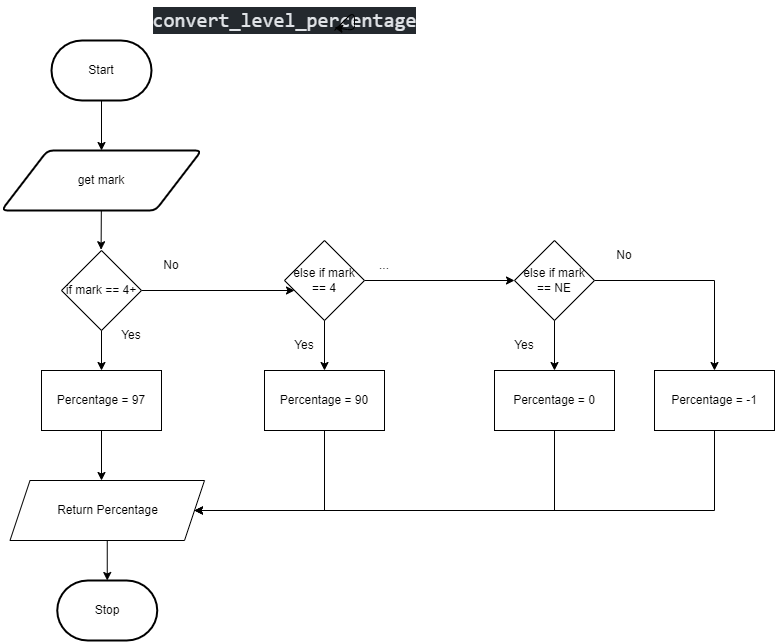 convert_level_percentage
Start
get mark
No
...
No
if mark == 4+
else if mark
== 4
else if mark
== NE
Yes
Yes
Yes
Percentage = 97
Percentage = 90
Percentage = 0
Percentage = -1
Return Percentage
Stop